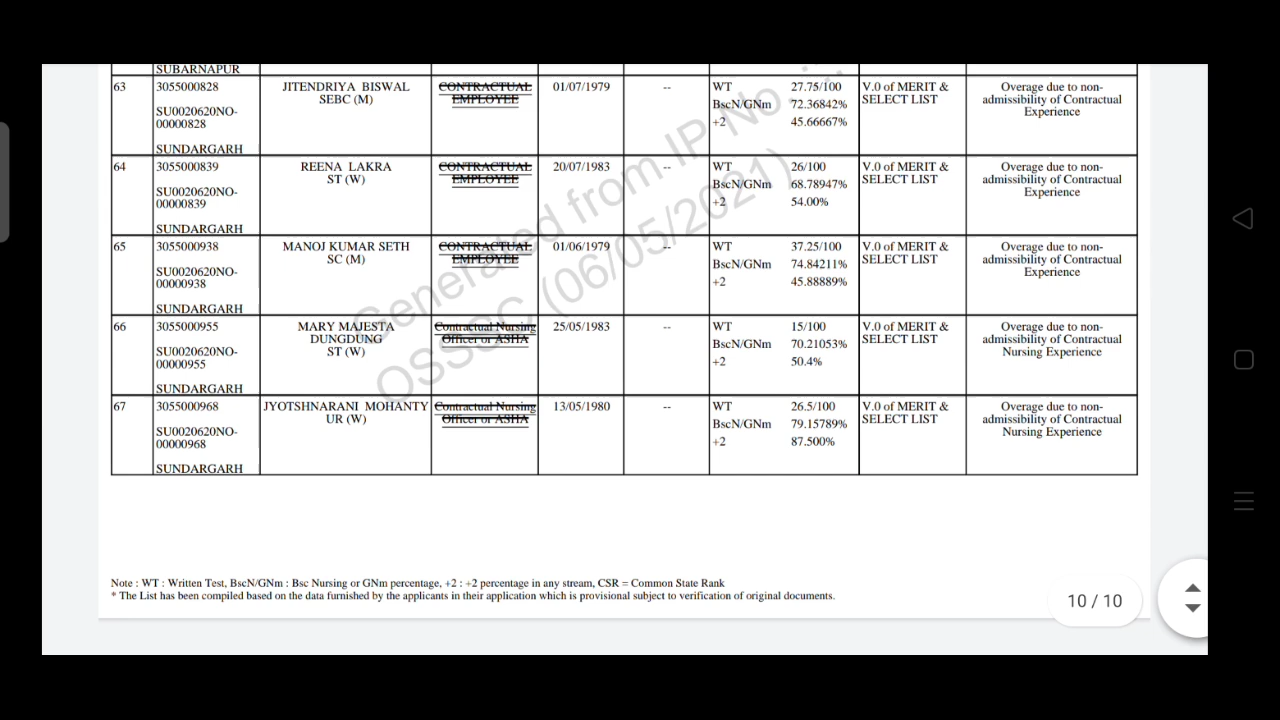 SUBARNAPUR
63 3055000828 JITENDRIYA BISWAL CONTRACTUAL 01/07/1979 -- WT 27.75/100 V.0 of MERIT & Overage due to non-
SEBC (M) EMPLOYEE SELECT LIST admissibility of Contractual
BscN/GNm 72.36842% Experience
SU0020620NO-
+2 45.66667%
00000828
SUNDARGARH
64 3055000839 REENA LAKRA CONTRACTUAL 20/07/1983 -- WT 26/100 V.0 of MERIT & Overage due to non-
ST (W) EMPLOYEE SELECT LIST admissibility of Contractual
BscN/GNm 68.78947% Experience
SU0020620NO-
+2 54.00%
00000839
SUNDARGARH
65 3055000938 MANOJ KUMAR SETH CONTRACTUAL 01/06/1979 -- WT 37.25/100 V.0 of MERIT & Overage due to non-
SC (M) EMPLOYEE SELECT LIST admissibility of Contractual
BscN/GNm 74.84211% Experience
SU0020620NO-
+2 45.88889%
00000938
SUNDARGARH
66 3055000955 MARY MAJESTA Contractual Nursing 25/05/1983 -- WT 15/100 V.0 of MERIT & Overage due to non-
DUNGDUNG Officer or ASHA SELECT LIST admissibility of Contractual
BscN/GNm 70.21053% Nursing Experience
SU0020620NO- ST (W)
+2 50.4%
00000955
SUNDARGARH
67 3055000968 JYOTSHNARANI MOHANTY Contractual Nursing 13/05/1980 -- WT 26.5/100 V.0 of MERIT & Overage due to non-
UR (W) Officer or ASHA SELECT LIST admissibility of Contractual
BscN/GNm 79.15789% Nursing Experience
SU0020620NO-
+2 87.500%
00000968
SUNDARGARH
Generated from IP No
OSSSC (06/05/2021)
Note : WT : Written Test, BscN/GNm : Bsc Nursing or GNm percentage, +2 : +2 percentage in any stream, CSR = Common State Rank
* The List has been compiled based on the data furnished by the applicants in their application which is provisional subject to verification of original documents.
10 / 10